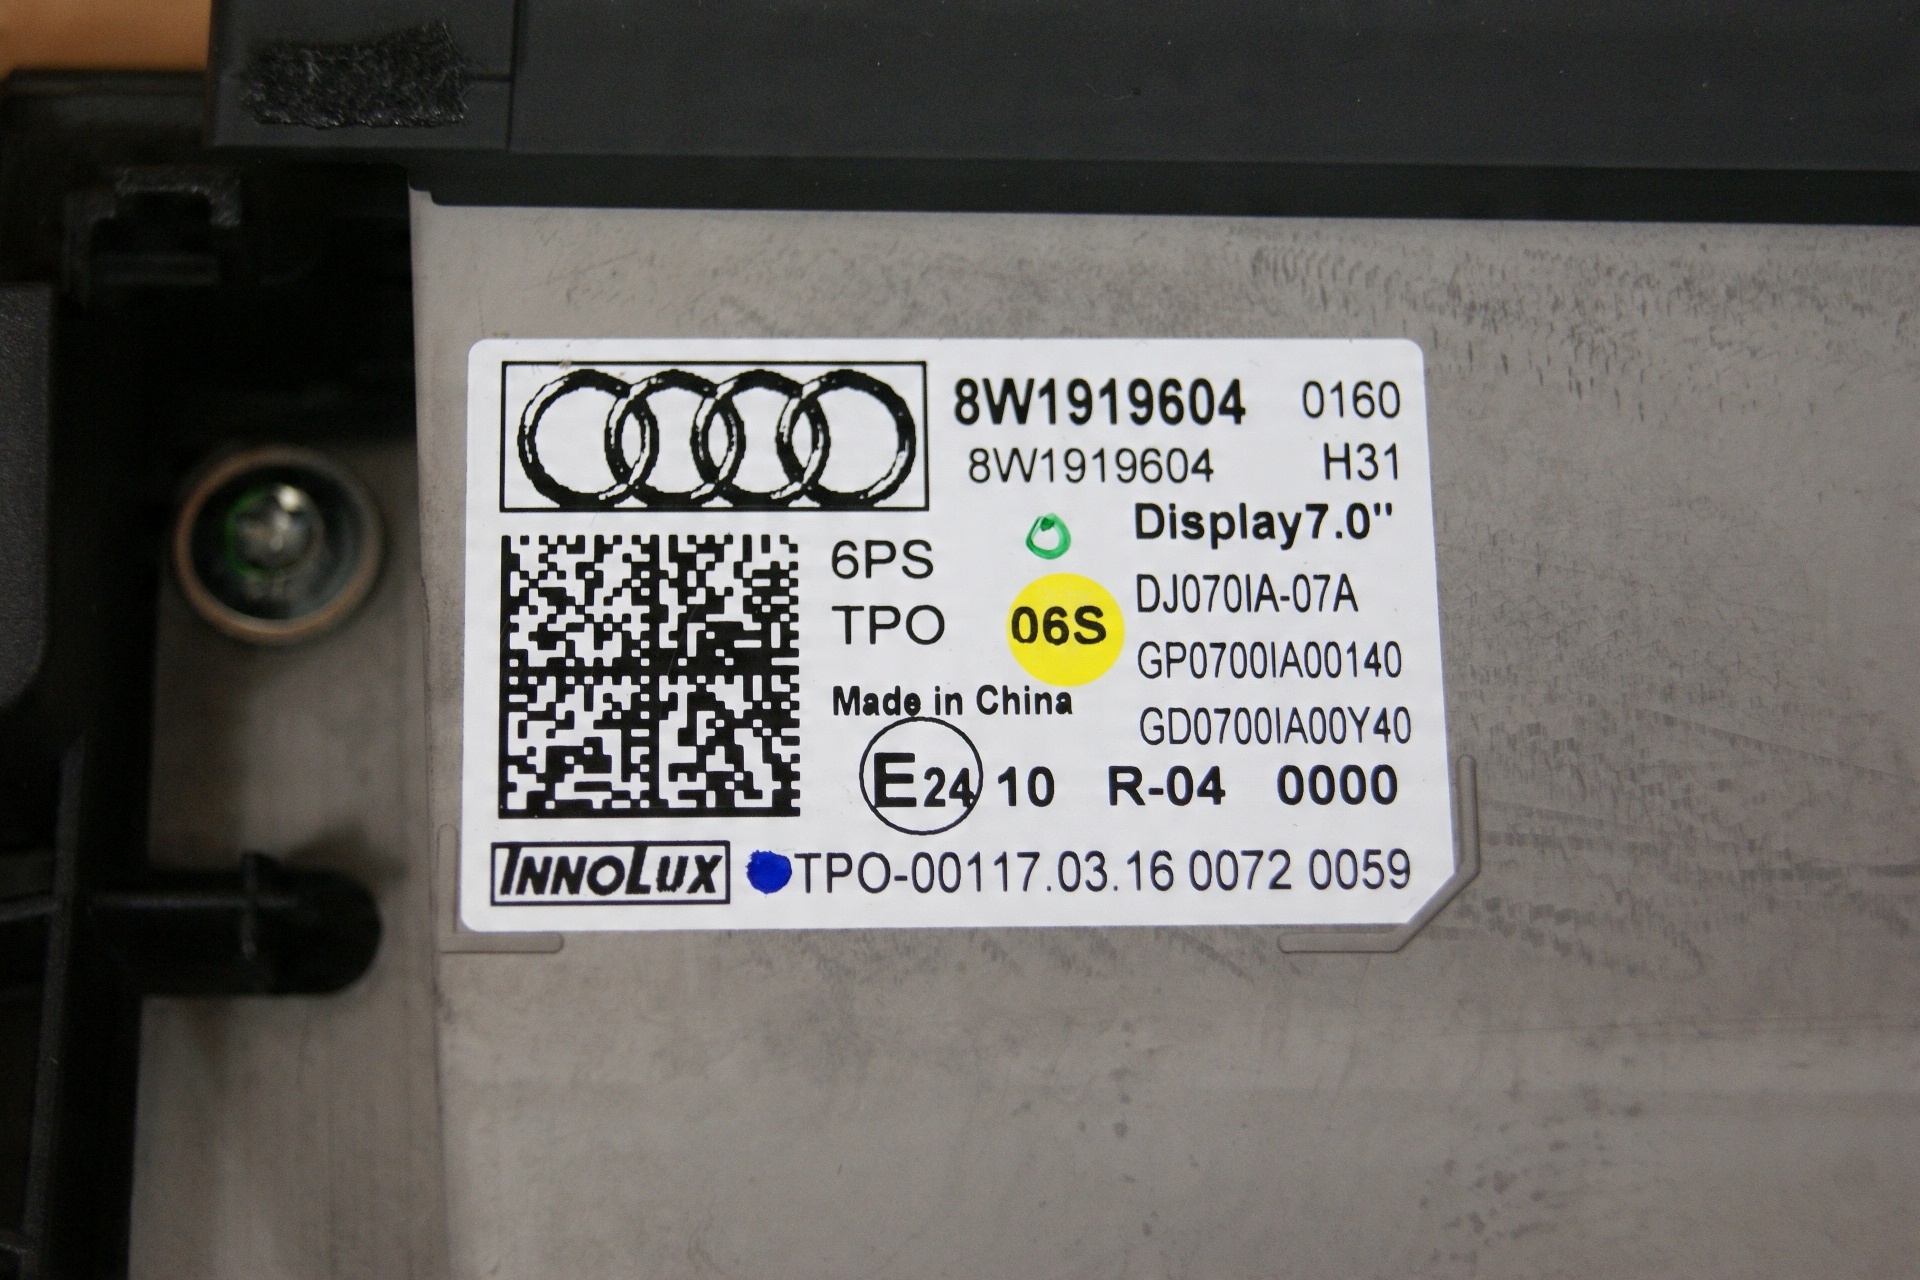 8W1919604 0160
8W1919604 H31
Display7.0"
6PS
DJ070IA-07A
TPO 06S
GP0700IA00140
Made in China
GD0700IA00Y40
E24 10 R-04 0000
INNOLUX TPO-00117.03.16 0072 0059